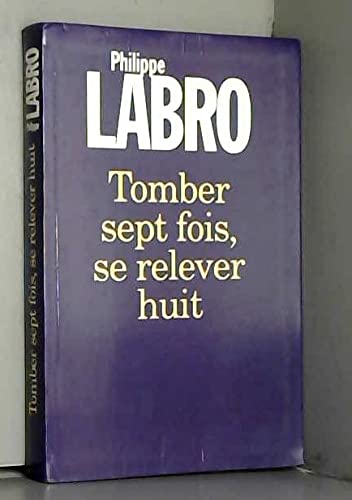 Philippe
LABRO
Tomber
sept fois,
se relever
huit
LABRO
Tomber sept fois, se relever huit